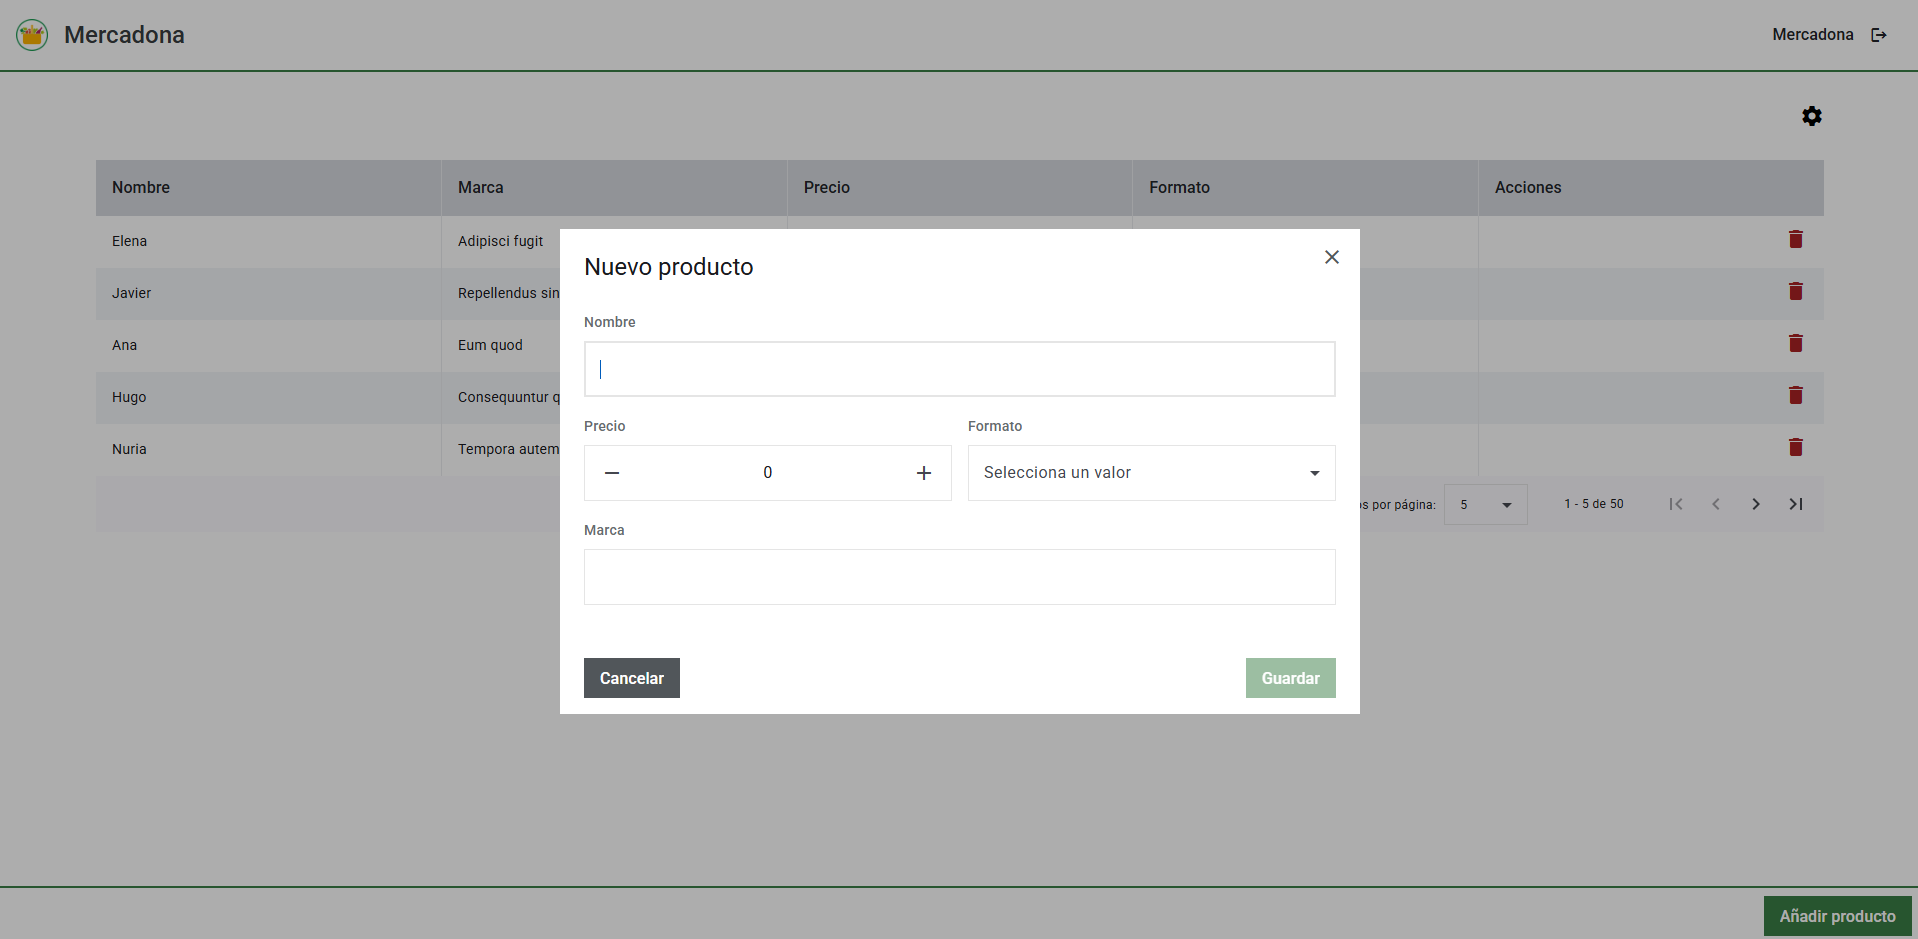 Mercadona
Mercadona
Nombre Marca Precio Formato Acciones
Elena Adipisci fugit
Javier Repellendus sin
Ana Eum quod
Hugo Consequuntur q
Nuria Tempora autem
por página: 5 1 - 5 de 50
Nuevo producto
Nombre
Precio Formato
0 Selecciona un valor
Marca
Cancelar Guardar
Añadir producto